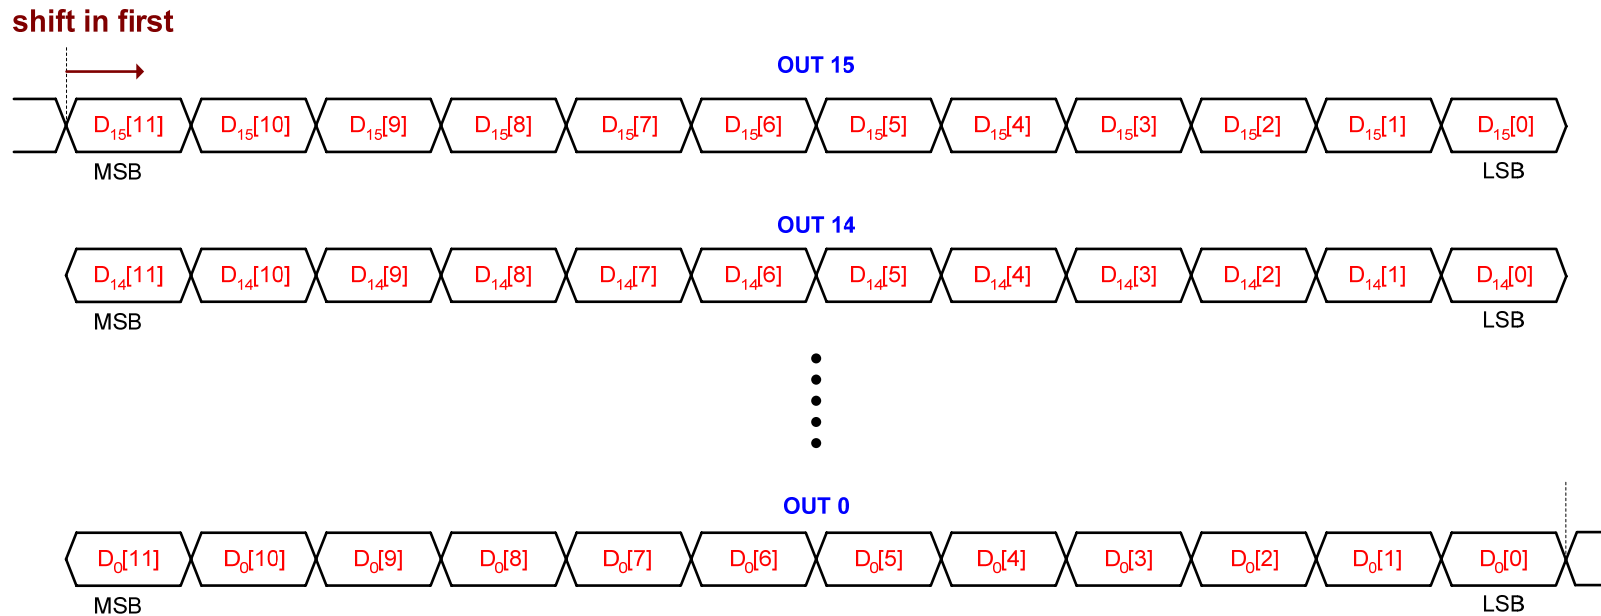 shift in first
OUT 15
D15[11] D15[10] D15[9] D15[8] D15[7] D15[6] D15[5] D15[4] D15[3] D15[2] D15[1] D15[0]
MSB LSB
OUT 14
D14[11] D14[10] D14[9] D14[8] D14[7] D14[6] D14[5] D14[4] D14[3] D14[2] D14[1] D14[0]
MSB LSB
OUT 0
D0[11] D0[10] D0[9] D0[8] D0[7] D0[6] D0[5] D0[4] D0[3] D0[2] D0[1] D0[0]
MSB LSB